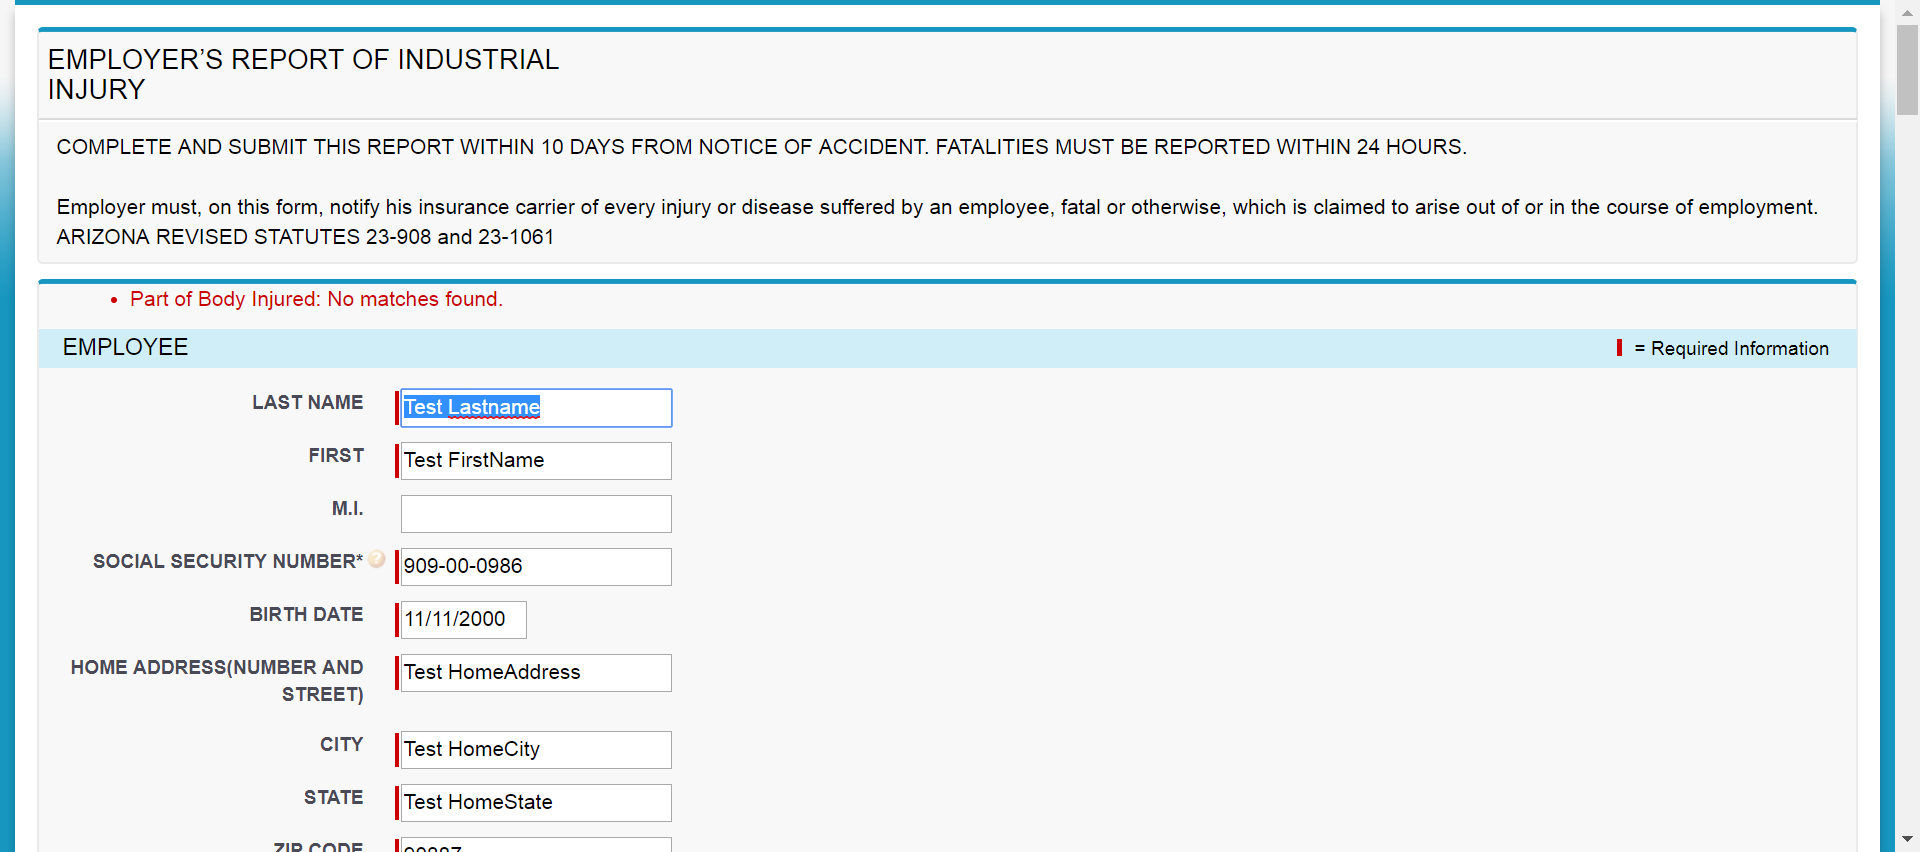 EMPLOYER’S REPORT OF INDUSTRIAL
INJURY
COMPLETE AND SUBMIT THIS REPORT WITHIN 10 DAYS FROM NOTICE OF ACCIDENT. FATALITIES MUST BE REPORTED WITHIN 24 HOURS.
Employer must, on this form, notify his insurance carrier of every injury or disease suffered by an employee, fatal or otherwise, which is claimed to arise out of or in the course of employment.
ARIZONA REVISED STATUTES 23-908 and 23-1061
• Part of Body Injured: No matches found.
EMPLOYEE = Required Information
LAST NAME Test Lastname
FIRST Test FirstName
M.I.
SOCIAL SECURITY NUMBER* ? 909-00-0986
BIRTH DATE 11/11/2000
HOME ADDRESS(NUMBER AND
STREET) Test HomeAddress
CITY Test HomeCity
STATE Test HomeState
ZIP CODE